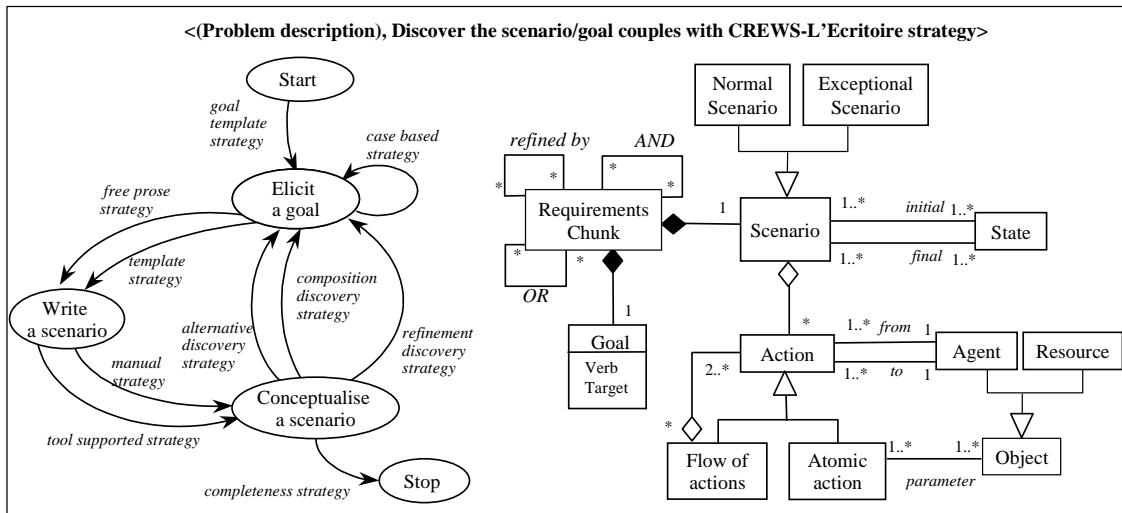 <(Problem description), Discover the scenario/goal couples with CREWS-L'Ecritoire strategy>
Start
goal
template
strategy
case based
strategy
Elicit
a goal
free prose
strategy
template
strategy
Write
a scenario
alternative
discovery
strategy
composition
discovery
strategy
refinement
discovery
strategy
manual
strategy
Conceptualise
a scenario
tool supported strategy
completeness strategy
Stop
Normal
Scenario
Exceptional
Scenario
refined by
AND
*
*
*
*
Requirements
Chunk
1
Scenario
1..*
initial
1..*
State
1..*
final
1..*
*
*
OR
1
Goal
Verb
Target
*
Action
2..*
1..*
from
1
1..*
to
1
Agent
Resource
*
Flow of
actions
Atomic
action
1..*
1..*
parameter
Object